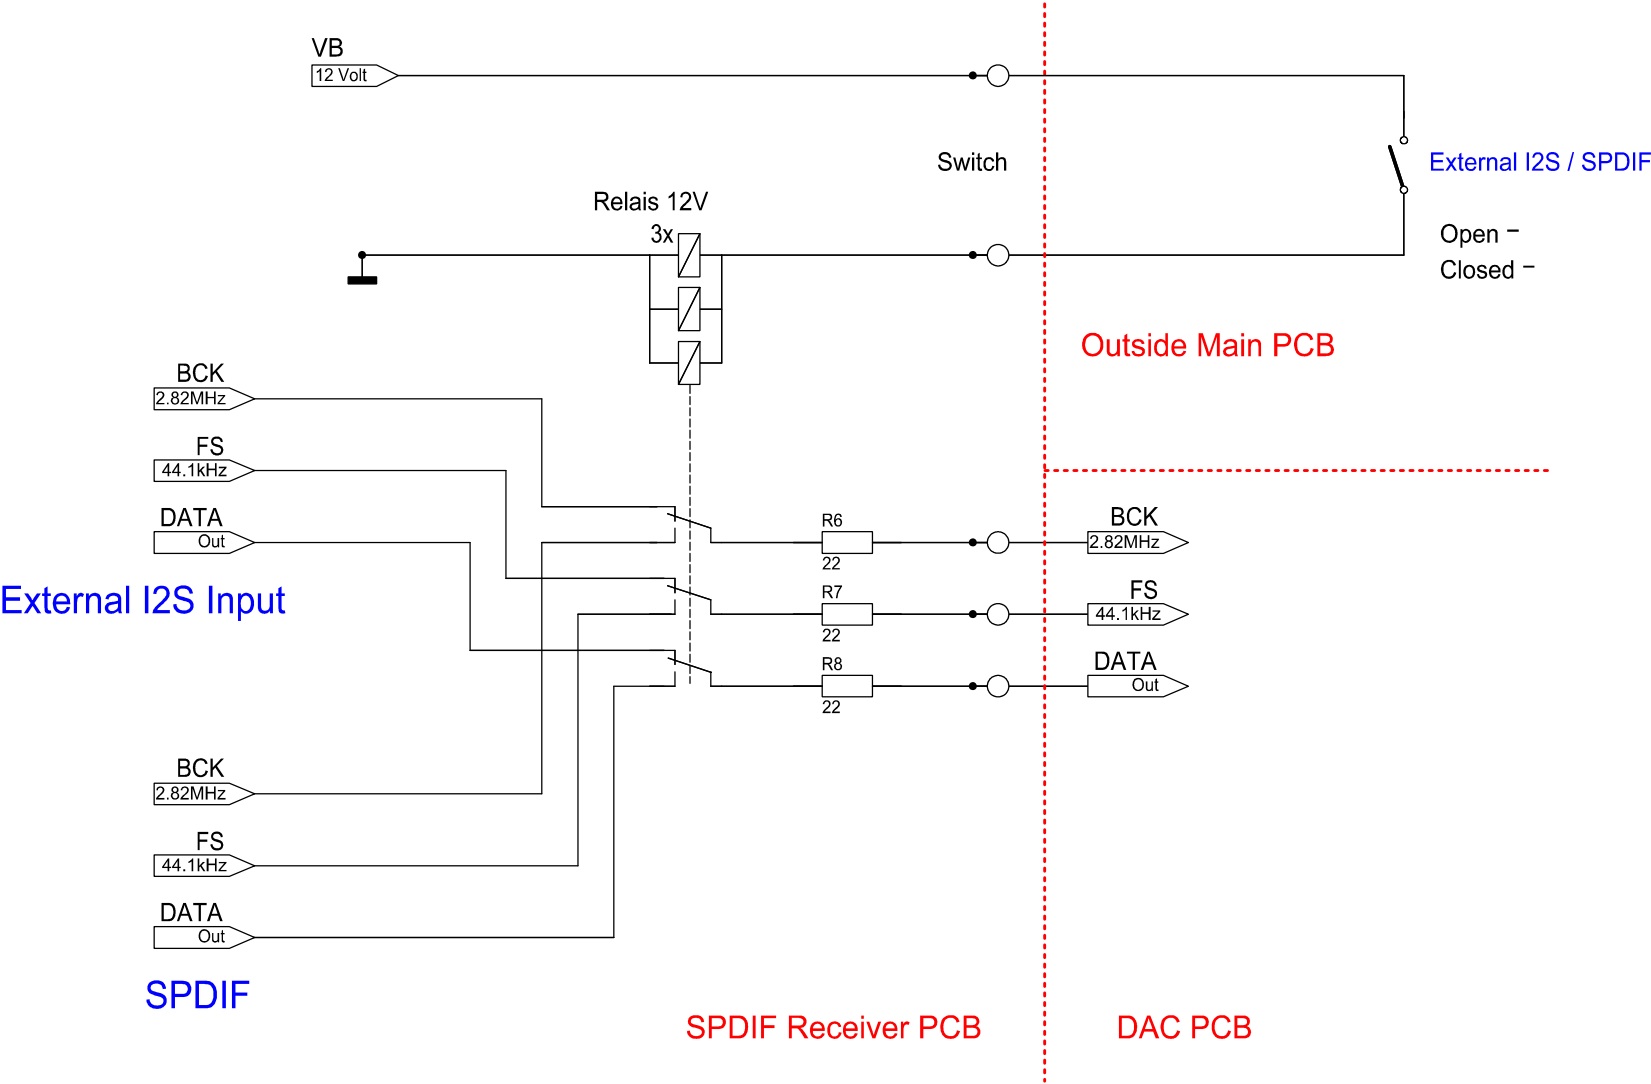 VB
12 Volt
Switch
External I2S / SPDIF
Relais 12V
3x
Open –
Closed –
Outside Main PCB
BCK
2.82MHz
FS
44.1kHz
DATA
Out
External I2S Input
R6
22
R7
22
R8
22
BCK
2.82MHz
FS
44.1kHz
DATA
Out
BCK
2.82MHz
FS
44.1kHz
DATA
Out
SPDIF
SPDIF Receiver PCB
DAC PCB